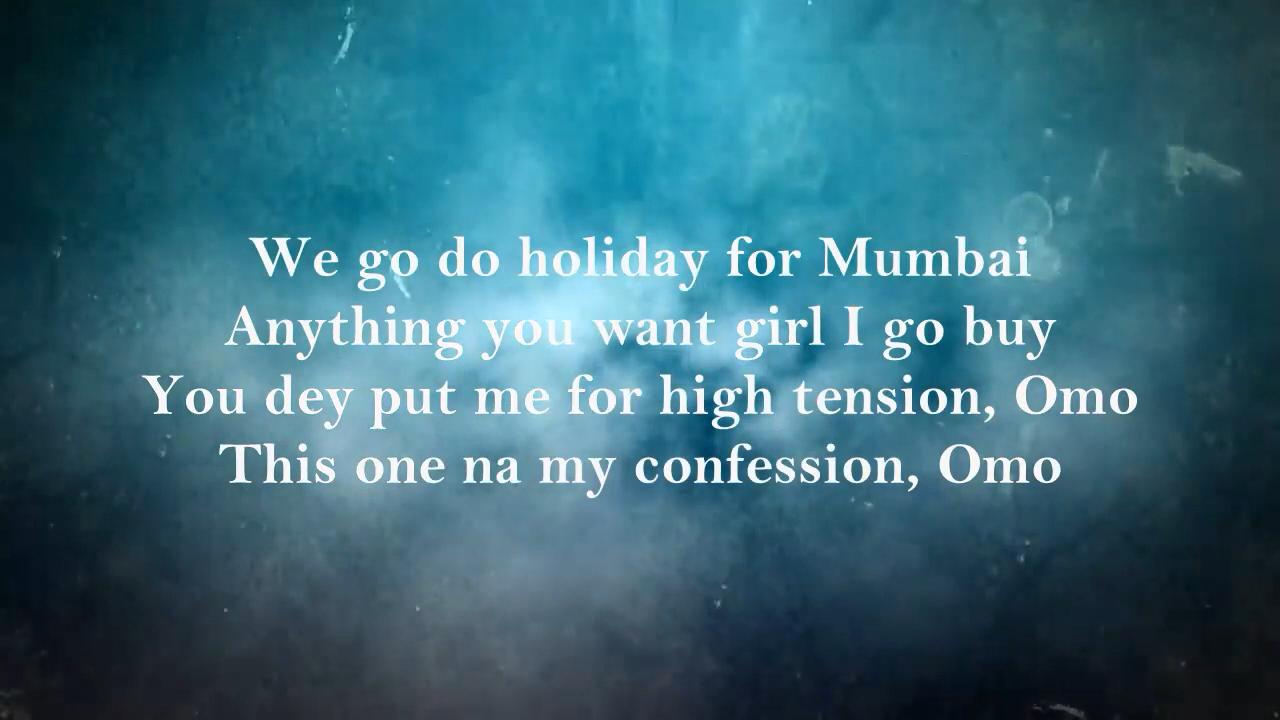 We go do holiday for Mumbai
Anything you want girl I go buy
You dey put me for high tension, Omo
This one na my confession, Omo